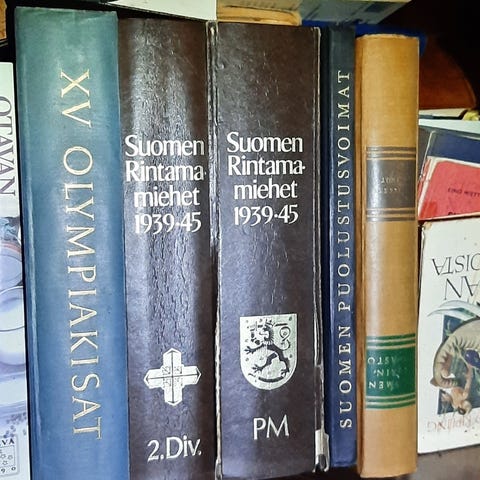 OTAVAN
XV OLYMPIAKISAT
Suomen
Rintama-
miehet
1939-45
2.Div.
Suomen
Rintama-
miehet
1939-45
PM
SUOMEN PUOLUSTUSVOIMAT